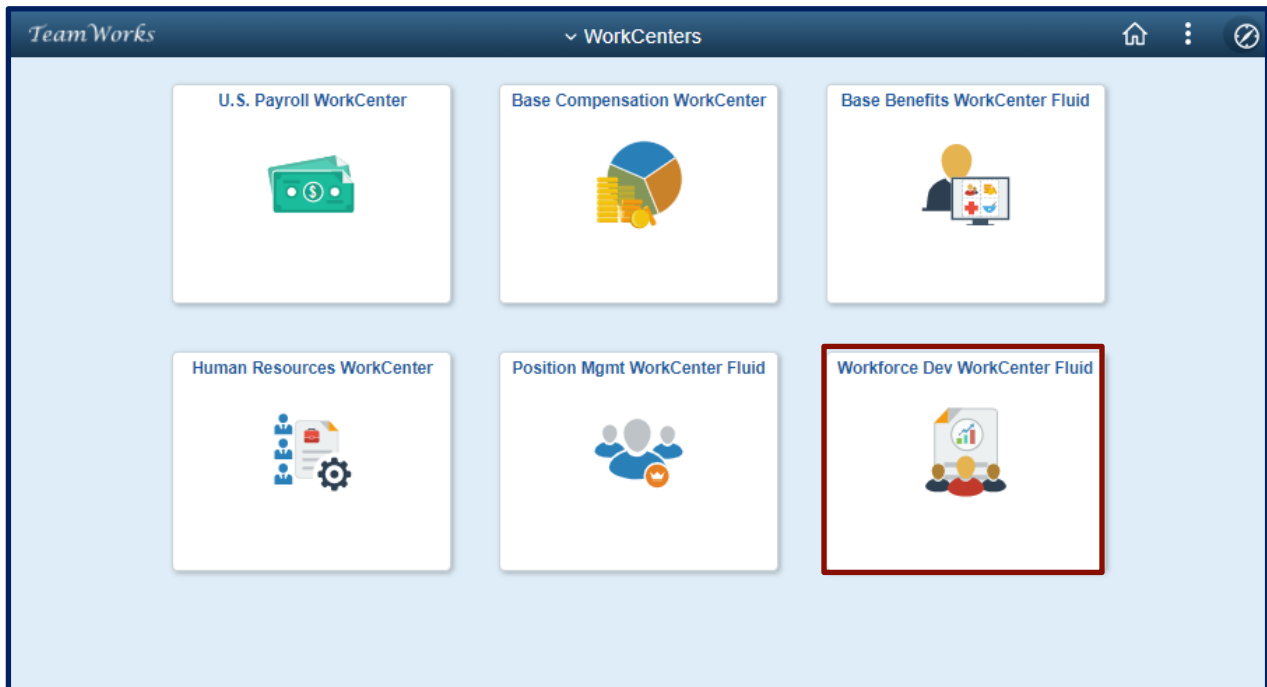 TeamWorks
WorkCenters
U.S. Payroll WorkCenter
Base Compensation WorkCenter
Base Benefits WorkCenter Fluid
$
Human Resources WorkCenter
Position Mgmt WorkCenter Fluid
Workforce Dev WorkCenter Fluid